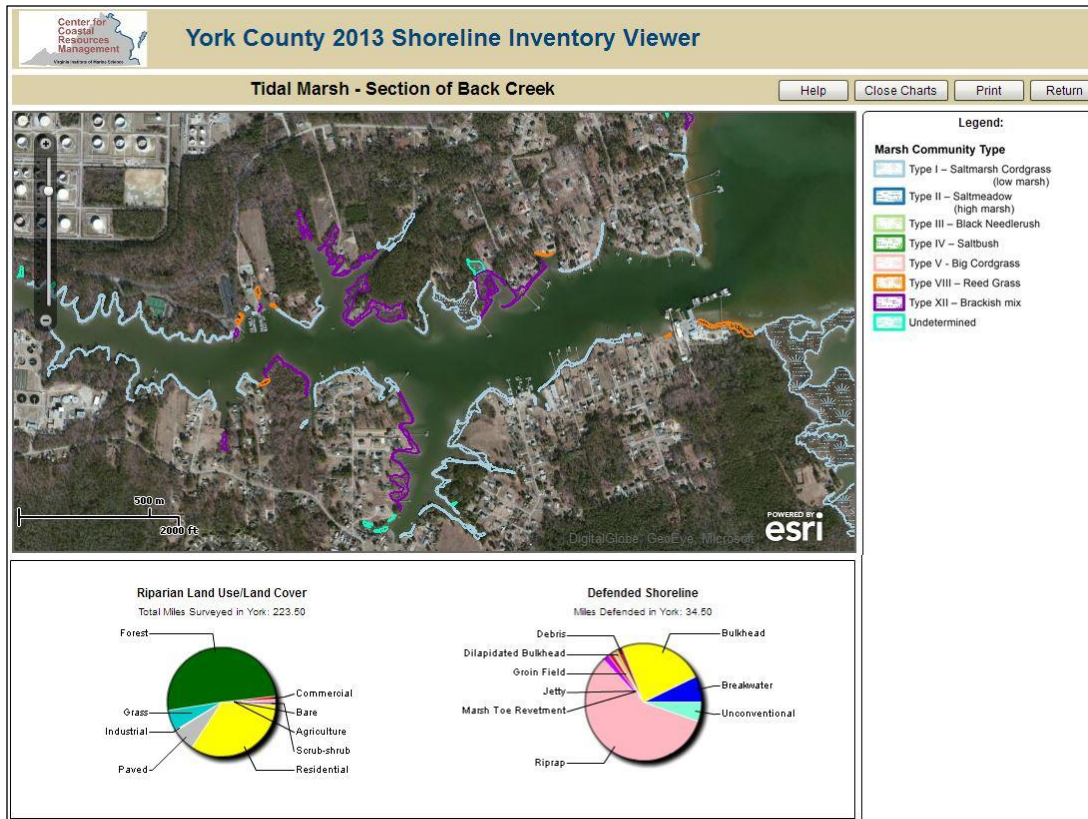 Center for
Coastal
Resources
Management
Virginia Institute of Marine Science
York County 2013 Shoreline Inventory Viewer
Tidal Marsh - Section of Back Creek
Help
Close Charts
Print
Return
500 m
2000 ft
POWERED BY
esri
DigitalGlobe, GeoEye, Microsoft
Legend:
Marsh Community Type
Type I – Saltmarsh Cordgrass
(low marsh)
Type II – Saltmeadow
(high marsh)
Type III – Black Needlerush
Type IV – Saltbush
Type V - Big Cordgrass
Type VIII – Reed Grass
Type XII – Brackish mix
Undetermined
Riparian Land Use/Land Cover
Total Miles Surveyed in York: 223.50
Forest
Grass
Industrial
Paved
Commercial
Bare
Agriculture
Scrub-shrub
Residential
Defended Shoreline
Miles Defended in York: 34.50
Debris
Dilapidated Bulkhead
Groin Field
Jetty
Marsh Toe Revetment
Riprap
Bulkhead
Breakwater
Unconventional